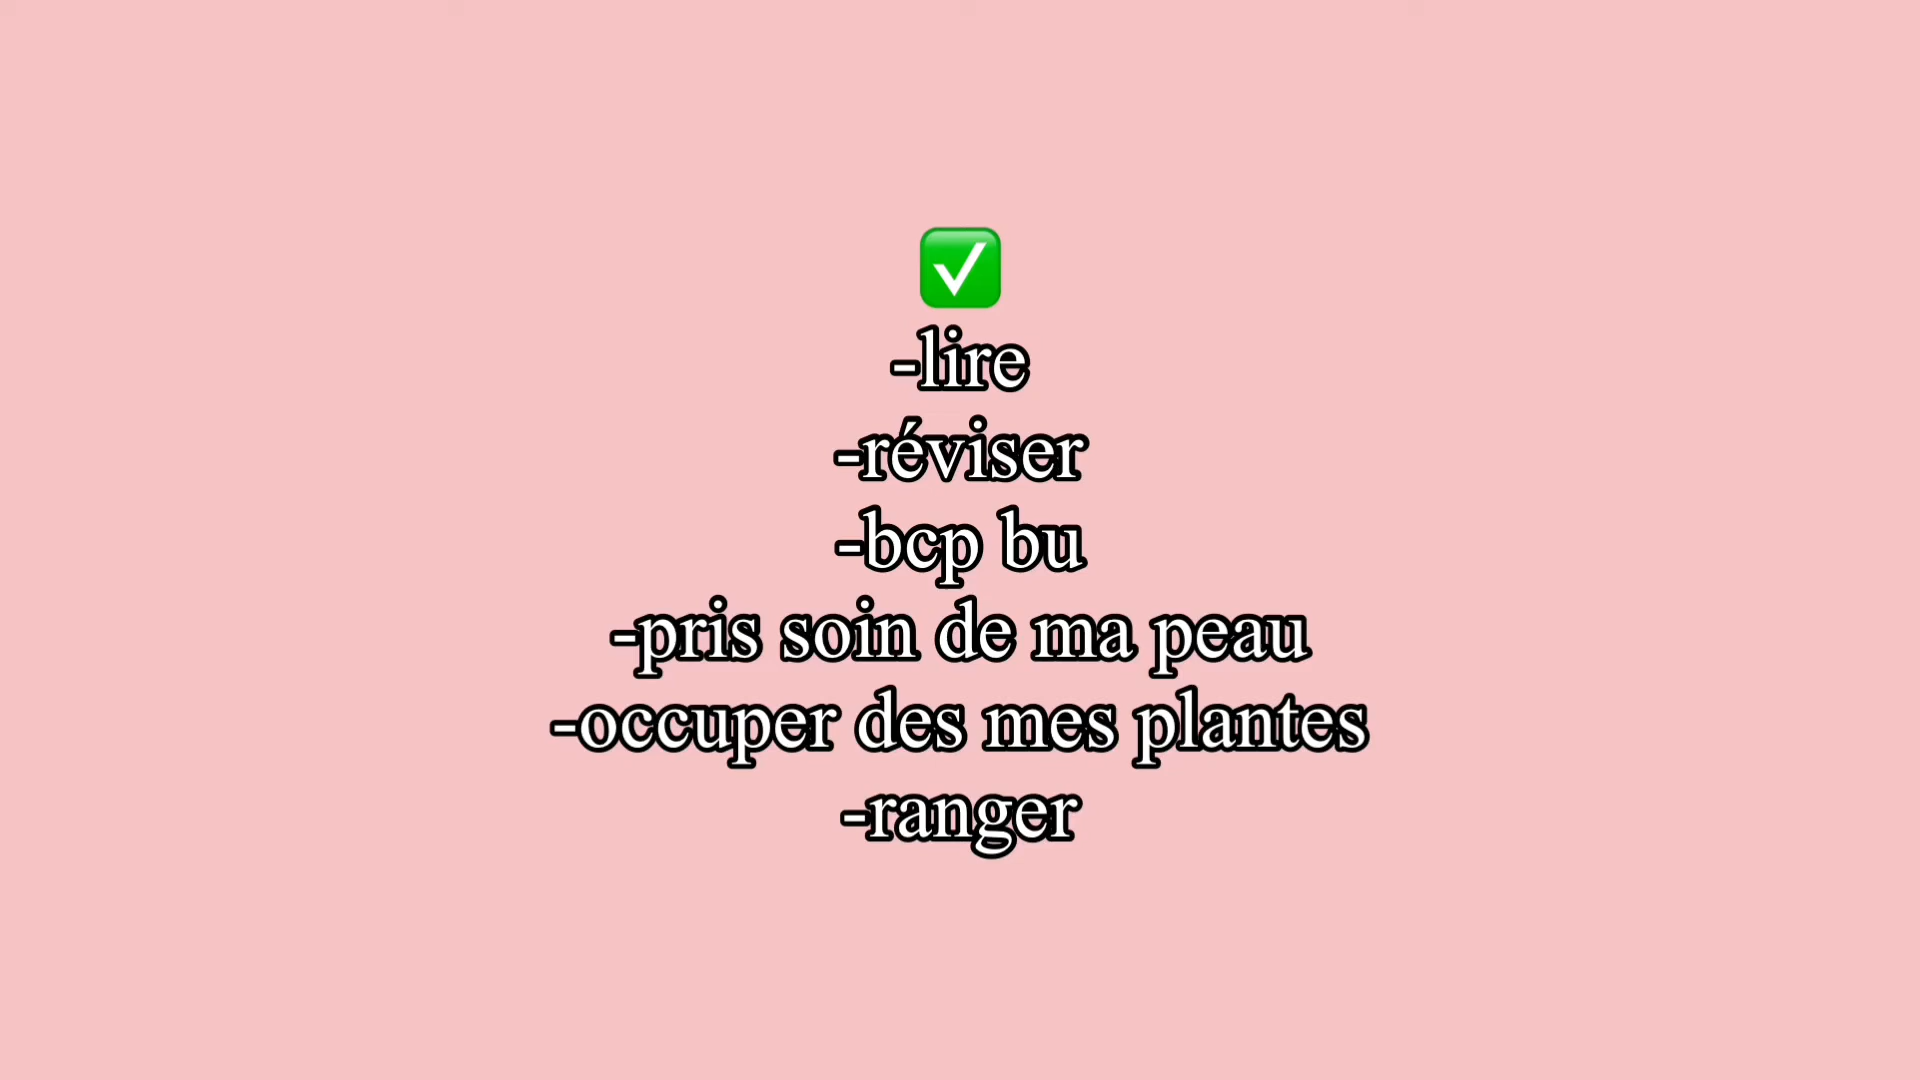 ✅
-lire
-réviser
-bcp bu
-pris soin de ma peau
-occuper des mes plantes
-ranger